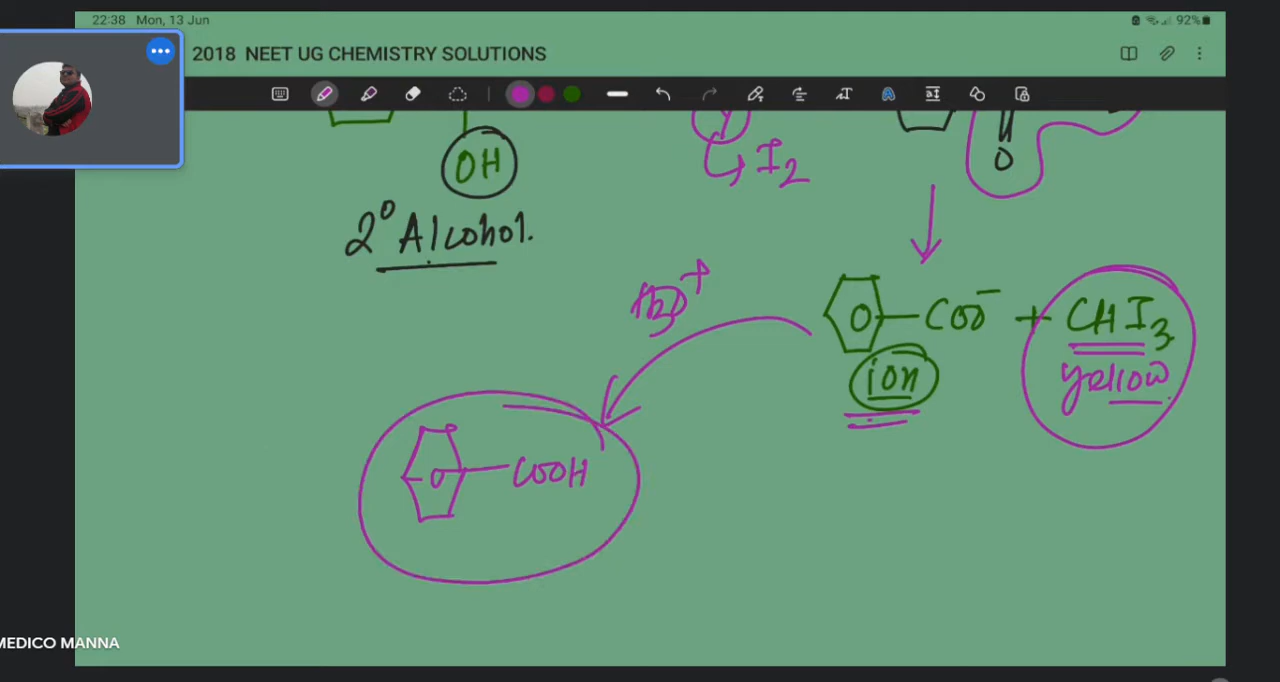 22:38 Mon, 13 Jun
92%
2018 NEET UG CHEMISTRY SOLUTIONS
OH
I2
O
2° Alcohol.
H3O+
COO− + CHI3
ion
yellow
COOH
MEDICO MANNA